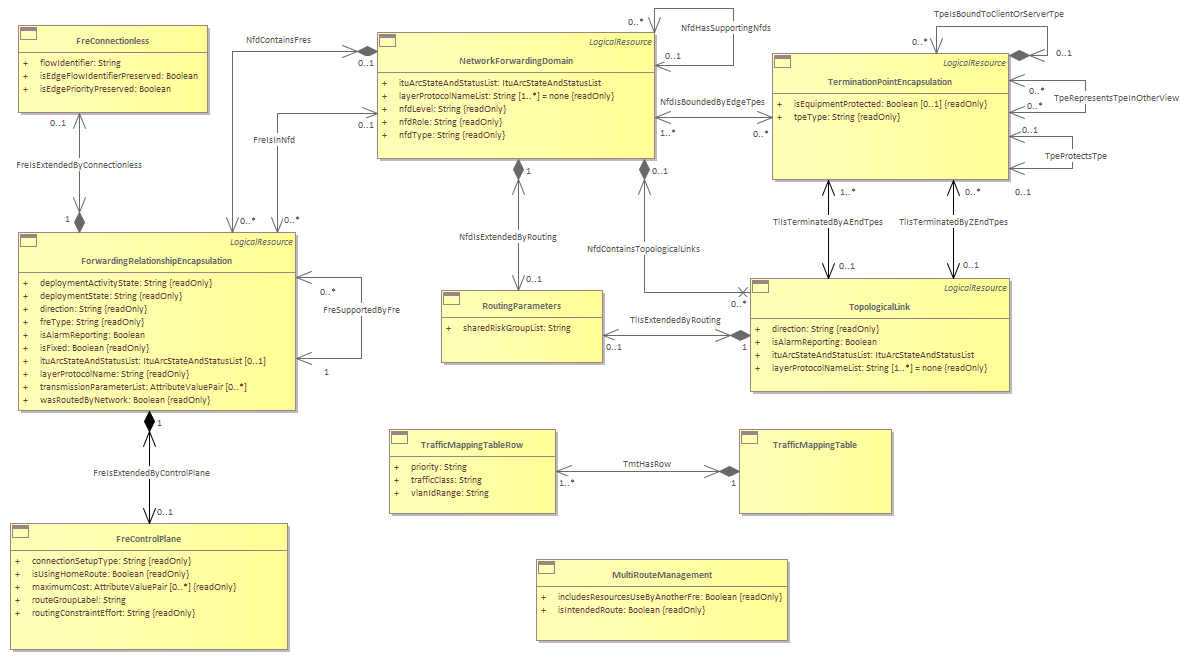 FreConnectionless
+ flowIdentifier: String
+ isEdgeFlowIdentifierPreserved: Boolean
+ isEdgePriorityPreserved: Boolean
0..1
FreIsExtendedByConnectionless
1
NfdContainsFres
0..1
0..*
FreIsInNfd
0..1
0..*
LogicalResource
NetworkForwardingDomain
+ ituArcStateAndStatusList: ItuArcStateAndStatusList
+ layerProtocolNameList: String [1..*] = none {readOnly}
+ nfdLevel: String {readOnly}
+ nfdRole: String {readOnly}
+ nfdType: String {readOnly}
0..*
NfdHasSupportingNfds
0..1
NfdIsBoundedByEdgeTpes
1..*
0..*
TpeIsBoundToClientOrServerTpe
0..*
0..1
LogicalResource
TerminationPointEncapsulation
+ isEquipmentProtected: Boolean [0..1] {readOnly}
+ tpeType: String {readOnly}
0..*
TpeRepresentsTpeInOtherView
0..*
0..1
TpeProtectsTpe
0..1
1..*
TlIsTerminatedByAEndTpes
0..1
0..*
TlIsTerminatedByZEndTpes
0..1
1
NfdIsExtendedByRouting
0..1
0..1
NfdContainsTopologicalLinks
0..*
LogicalResource
ForwardingRelationshipEncapsulation
+ deploymentActivityState: String {readOnly}
+ deploymentState: String {readOnly}
+ direction: String {readOnly}
+ freType: String {readOnly}
+ isAlarmReporting: Boolean
+ isFixed: Boolean {readOnly}
+ ituArcStateAndStatusList: ItuArcStateAndStatusList [0..1]
+ layerProtocolName: String {readOnly}
+ transmissionParameterList: AttributeValuePair [0..*]
+ wasRoutedByNetwork: Boolean {readOnly}
0..*
FreSupportedByFre
1
RoutingParameters
+ sharedRiskGroupList: String
TlIsExtendedByRouting
0..1
1
LogicalResource
TopologicalLink
+ direction: String {readOnly}
+ isAlarmReporting: Boolean
+ ituArcStateAndStatusList: ItuArcStateAndStatusList
+ layerProtocolNameList: String [1..*] = none {readOnly}
1
FreIsExtendedByControlPlane
0..1
TrafficMappingTableRow
+ priority: String
+ trafficClass: String
+ vlanIdRange: String
TmtHasRow
1..*
1
TrafficMappingTable
FreControlPlane
+ connectionSetupType: String {readOnly}
+ isUsingHomeRoute: Boolean {readOnly}
+ maximumCost: AttributeValuePair [0..*] {readOnly}
+ routeGroupLabel: String
+ routingConstraintEffort: String {readOnly}
MultiRouteManagement
+ includesResourcesUseByAnotherFre: Boolean {readOnly}
+ isIntendedRoute: Boolean {readOnly}